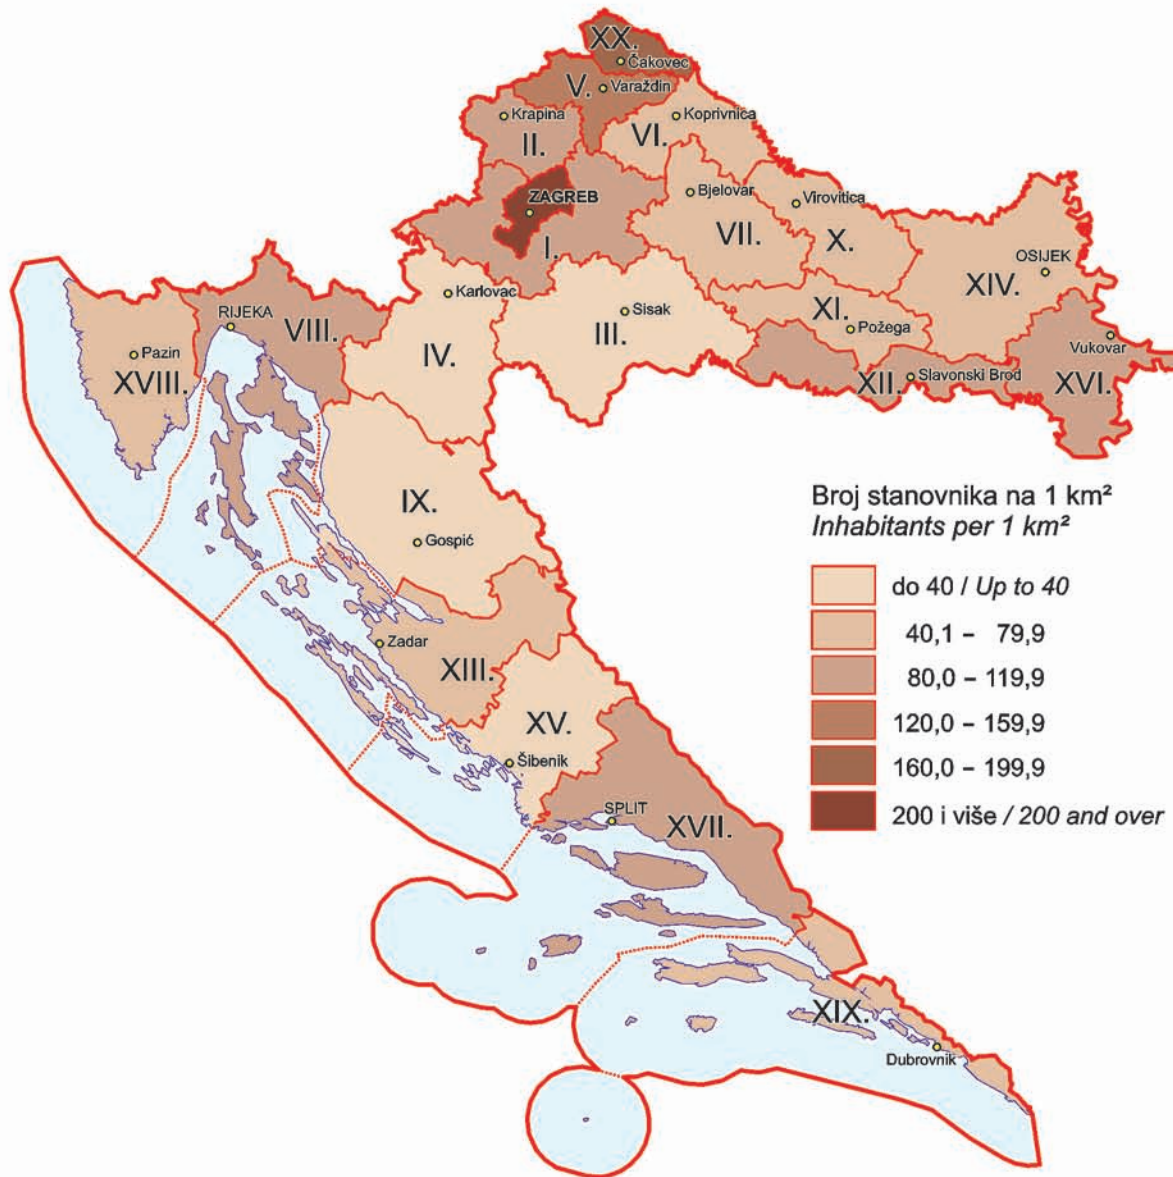 XX.
Čakovec
V.
Varaždin
Krapina
Koprivnica
II.
VI.
ZAGREB
Bjelovar
Virovitica
I.
VII.
X.
OSIJEK
XIV.
Karlovac
Sisak
XI.
Požega
RIJEKA
VIII.
III.
Vukovar
Pazin
IV.
XVIII.
XII.
Slavonski Brod
XVI.
IX.
Gospić
Zadar
XIII.
XV.
Šibenik
SPLIT
XVII.
XIX.
Dubrovnik
Broj stanovnika na 1 km²
Inhabitants per 1 km²
do 40 / Up to 40
40,1 – 79,9
80,0 – 119,9
120,0 – 159,9
160,0 – 199,9
200 i više / 200 and over